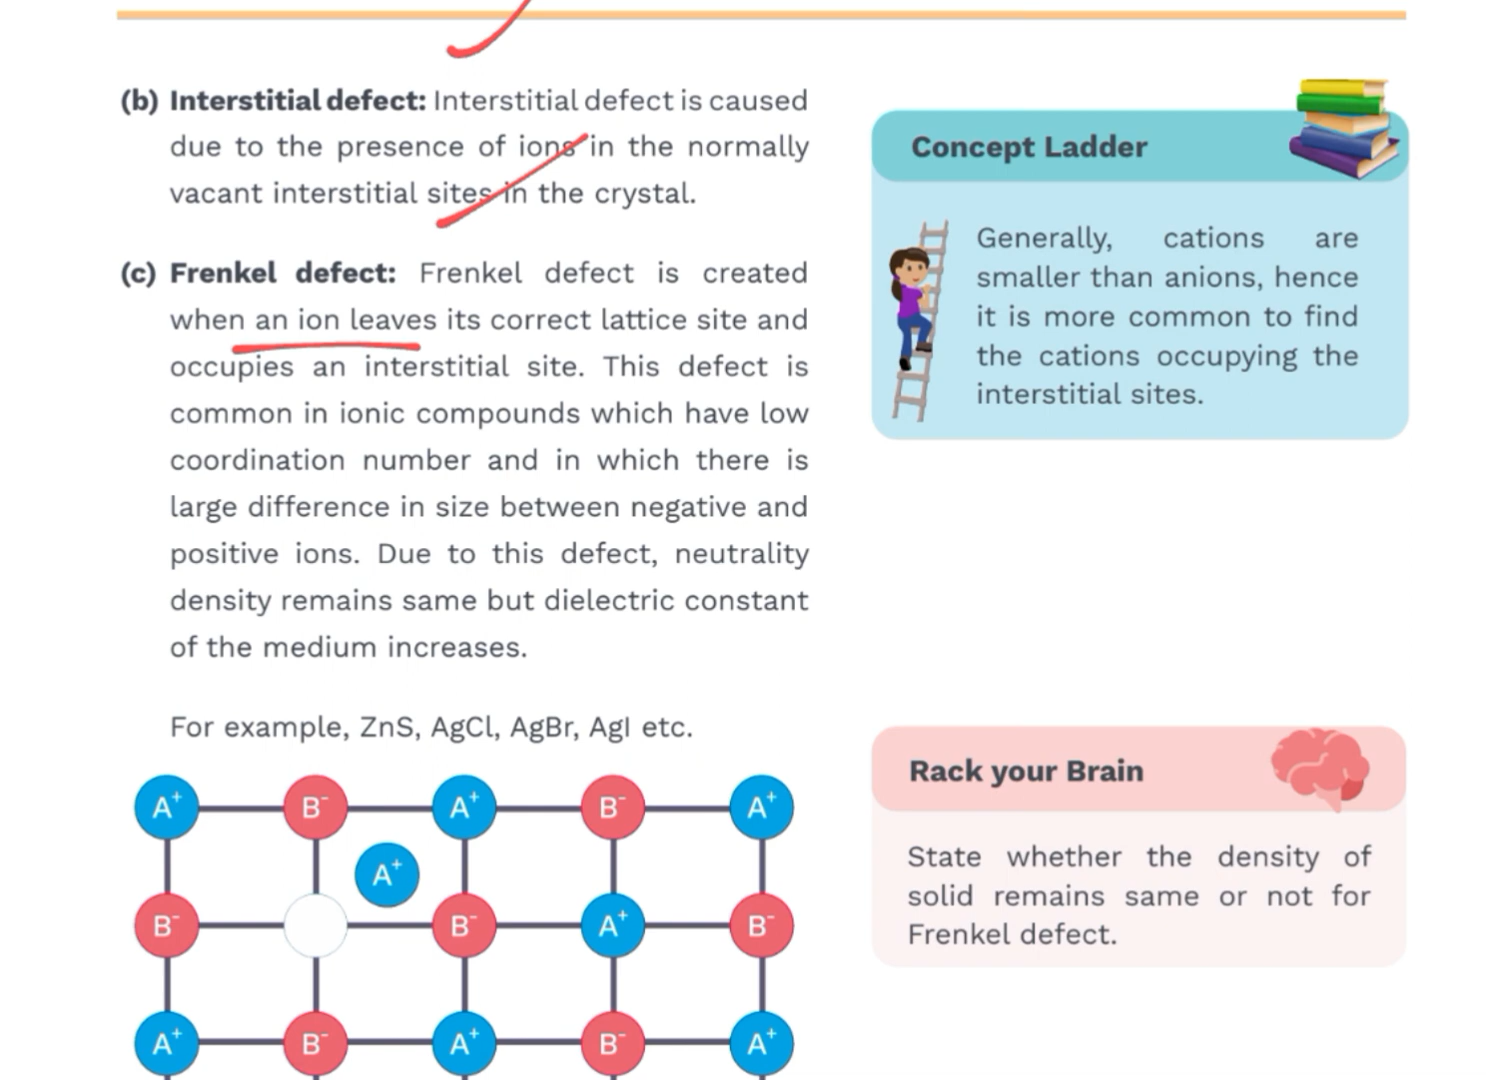 (b) Interstitial defect: Interstitial defect is caused
due to the presence of ions in the normally
vacant interstitial sites in the crystal.
(c) Frenkel defect: Frenkel defect is created
when an ion leaves its correct lattice site and
occupies an interstitial site. This defect is
common in ionic compounds which have low
coordination number and in which there is
large difference in size between negative and
positive ions. Due to this defect, neutrality
density remains same but dielectric constant
of the medium increases.
For example, ZnS, AgCl, AgBr, AgI etc.
A⁺ B⁻ A⁺ B⁻ A⁺
A⁺
B⁻ B⁻ A⁺ B⁻
A⁺ B⁻ A⁺ B⁻ A⁺
Concept Ladder
Generally, cations are
smaller than anions, hence
it is more common to find
the cations occupying the
interstitial sites.
Rack your Brain
State whether the density of
solid remains same or not for
Frenkel defect.